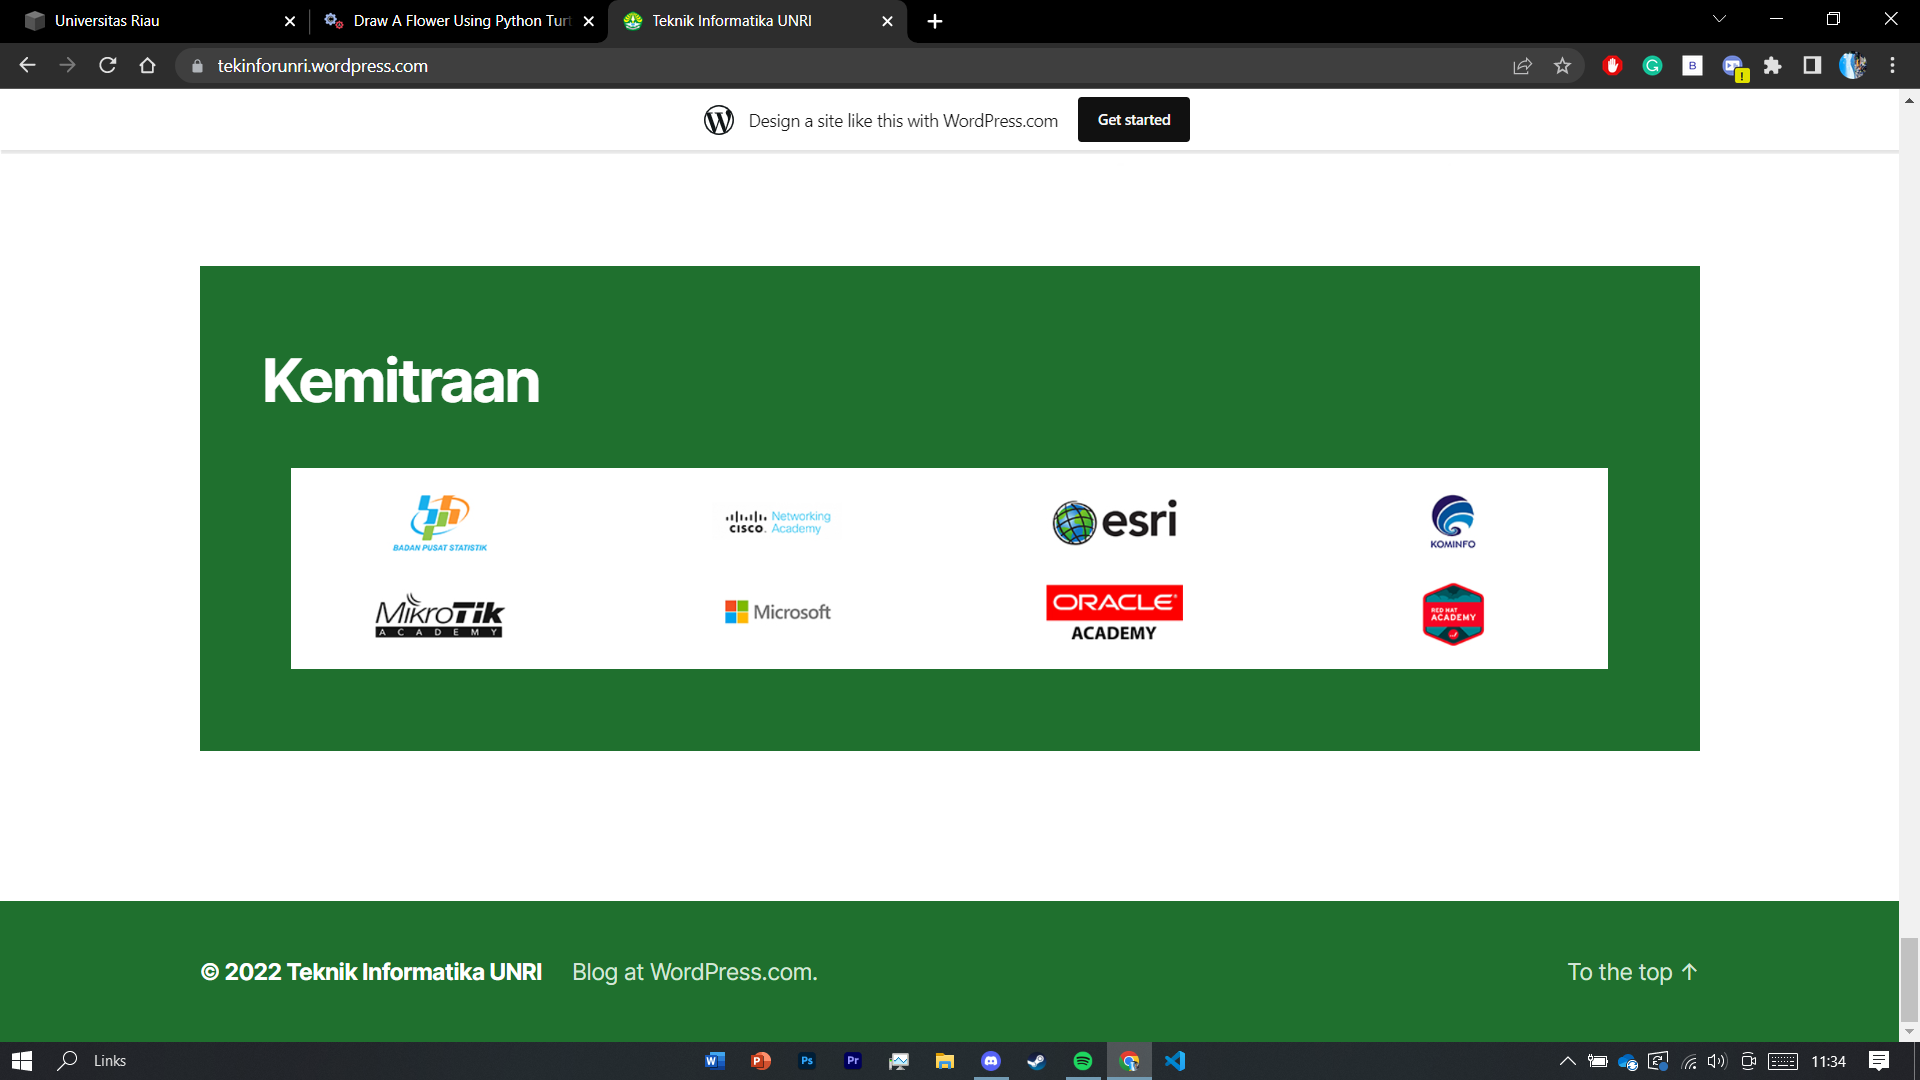 Universitas Riau
Draw A Flower Using Python Turt
Teknik Informatika UNRI
tekinforunri.wordpress.com
Design a site like this with WordPress.com
Get started
Kemitraan
BADAN PUSAT STATISTIK
CISCO. Networking Academy
esri
KOMINFO
MikroTik
ACADEMY
Microsoft
ORACLE
ACADEMY
RED HAT
ACADEMY
© 2022 Teknik Informatika UNRI
Blog at WordPress.com.
To the top ↑
Links
11:34